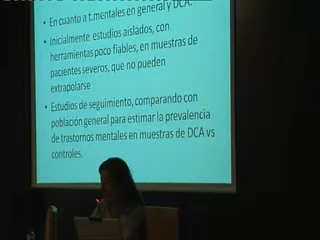 • En cuanto a t.mentales en general y DCA.
• Inicialmente estudios aislados, con
herramientas poco fiables, en muestras de
pacientes severos, que no pueden
extrapolarse
• Estudios de seguimiento, comparando con
población general para estimar la prevalencia
de trastornos mentales en muestras de DCA vs
controles.